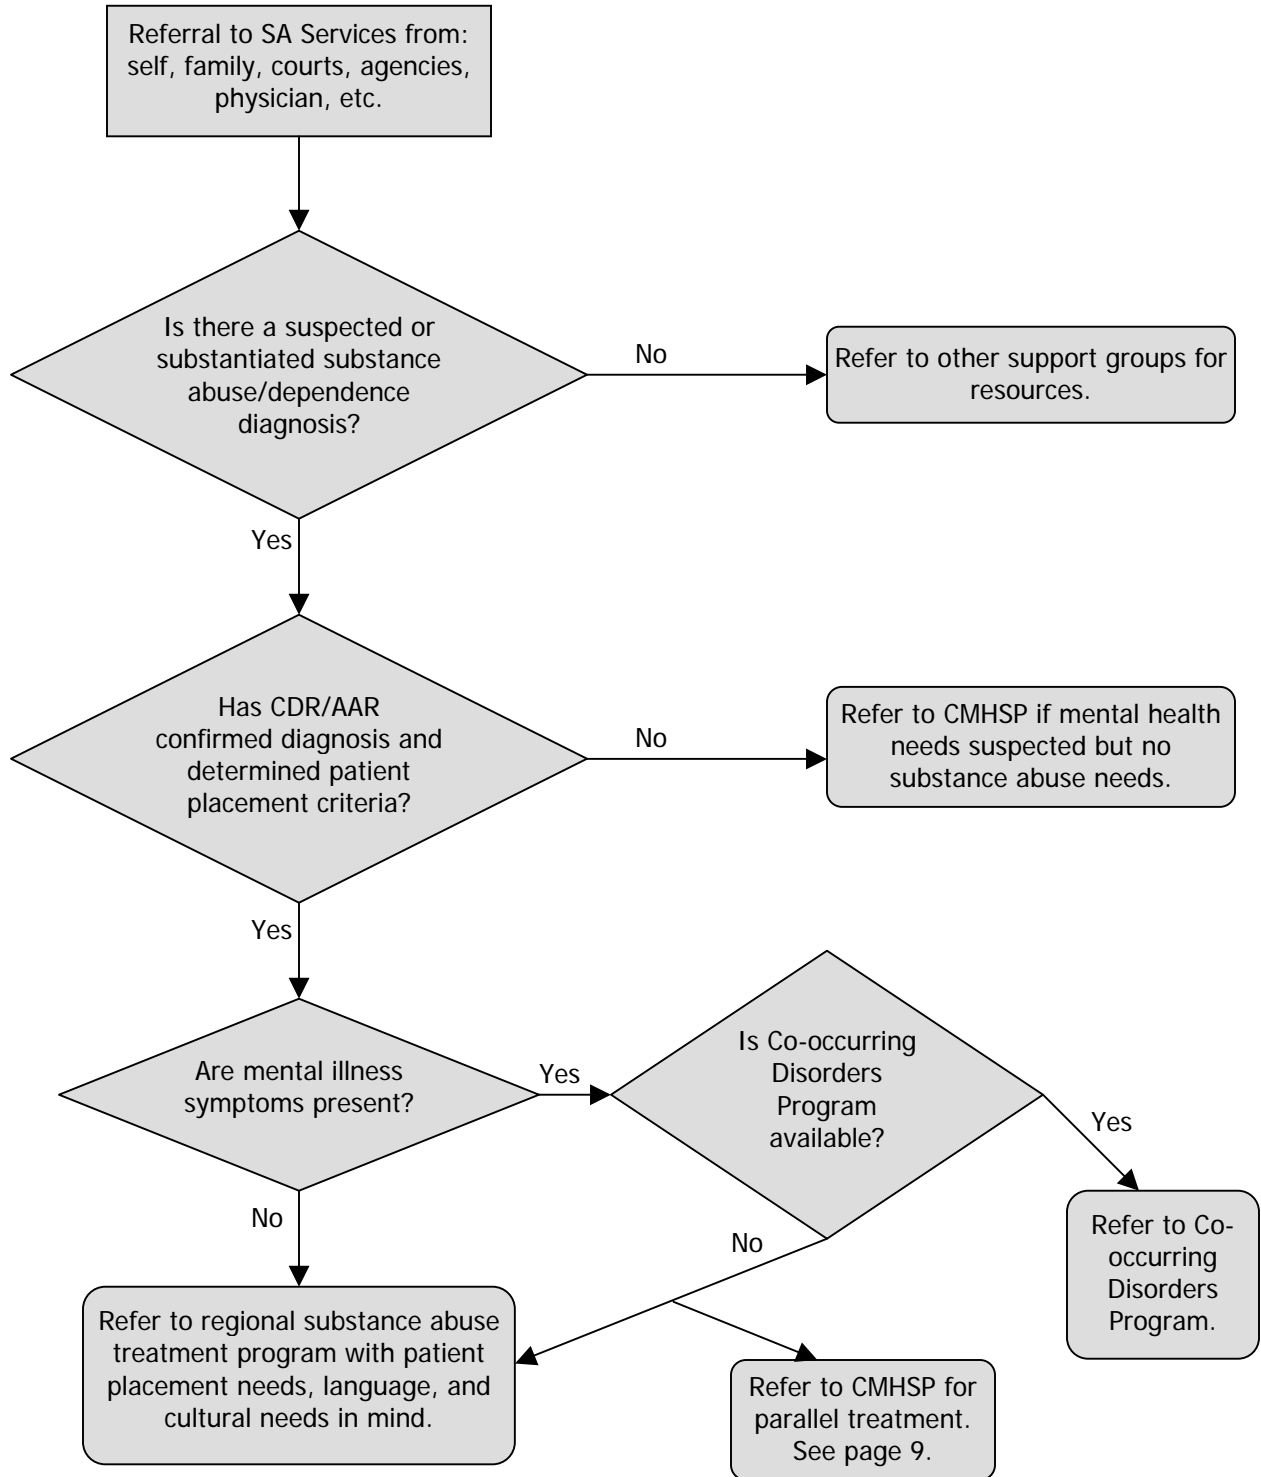 Referral to SA Services from:
self, family, courts, agencies,
physician, etc.
Is there a suspected or
substantiated substance
abuse/dependence
diagnosis?
No
Refer to other support groups for
resources.
Yes
Has CDR/AAR
confirmed diagnosis and
determined patient
placement criteria?
No
Refer to CMHSP if mental health
needs suspected but no
substance abuse needs.
Yes
Are mental illness
symptoms present?
Yes
Is Co-occurring
Disorders
Program
available?
Yes
Refer to Co-
occurring
Disorders
Program.
No
No
Refer to regional substance abuse
treatment program with patient
placement needs, language, and
cultural needs in mind.
Refer to CMHSP for
parallel treatment.
See page 9.